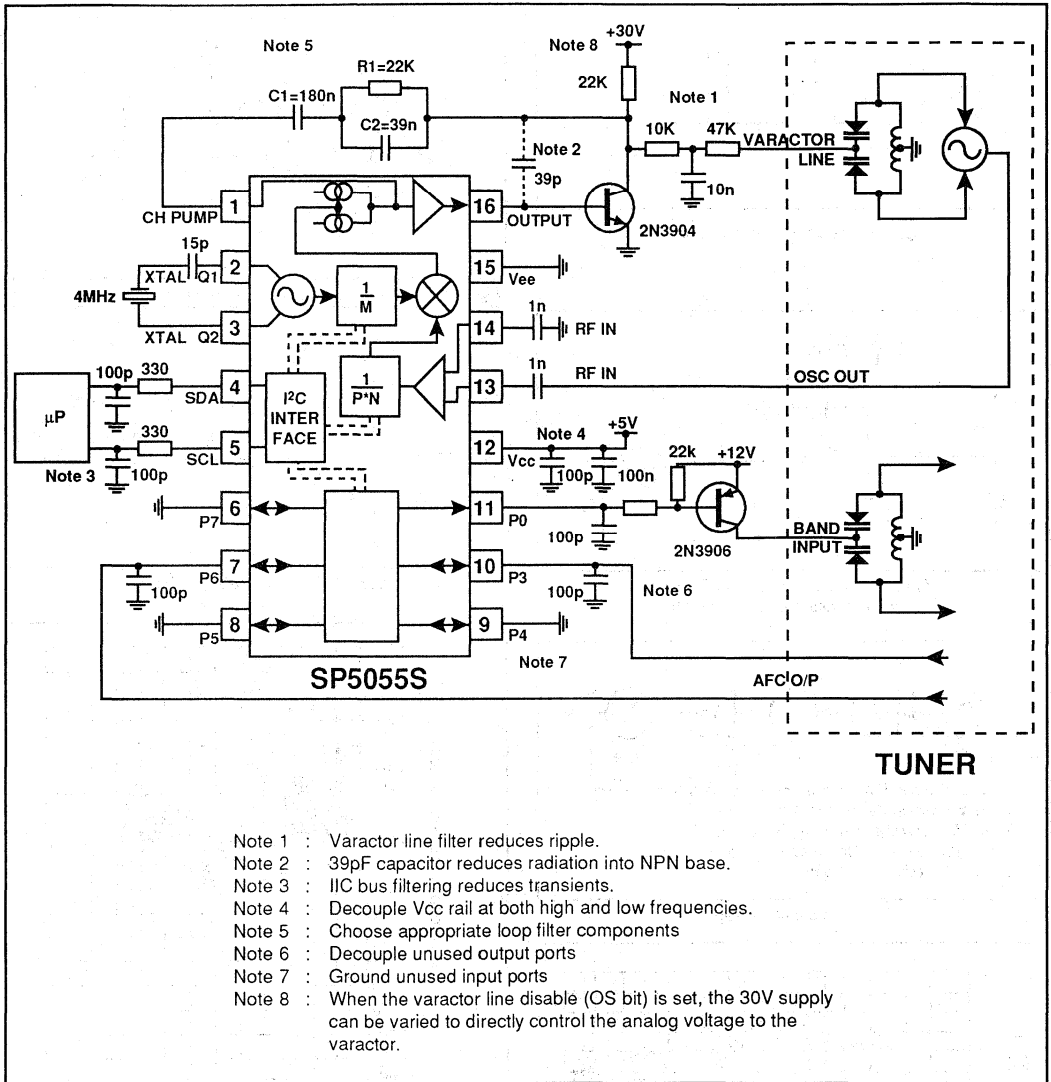 +30V
Note 5
Note 8
R1=22K
22K
C1=180n
Note 1
C2=39n
10K
47K
VARACTOR
LINE
Note 2
39p
10n
1
CH PUMP
16
OUTPUT
2N3904
15p
2
XTAL Q1
15
Vee
4MHz
1
M
3
XTAL Q2
14
1n
RF IN
100p
330
4
SDA
I²C
INTER
FACE
1
P*N
13
1n
RF IN
OSC OUT
µP
330
5
SCL
12
Vcc
Note 4
+5V
100p
100n
Note 3
100p
22k
+12V
6
P7
11
P0
100p
2N3906
BAND
INPUT
7
P6
100p
10
P3
100p
Note 6
8
P5
9
P4
Note 7
SP5055S
AFC O/P
TUNER
Note 1 : Varactor line filter reduces ripple.
Note 2 : 39pF capacitor reduces radiation into NPN base.
Note 3 : IIC bus filtering reduces transients.
Note 4 : Decouple Vcc rail at both high and low frequencies.
Note 5 : Choose appropriate loop filter components
Note 6 : Decouple unused output ports
Note 7 : Ground unused input ports
Note 8 : When the varactor line disable (OS bit) is set, the 30V supply
can be varied to directly control the analog voltage to the
varactor.